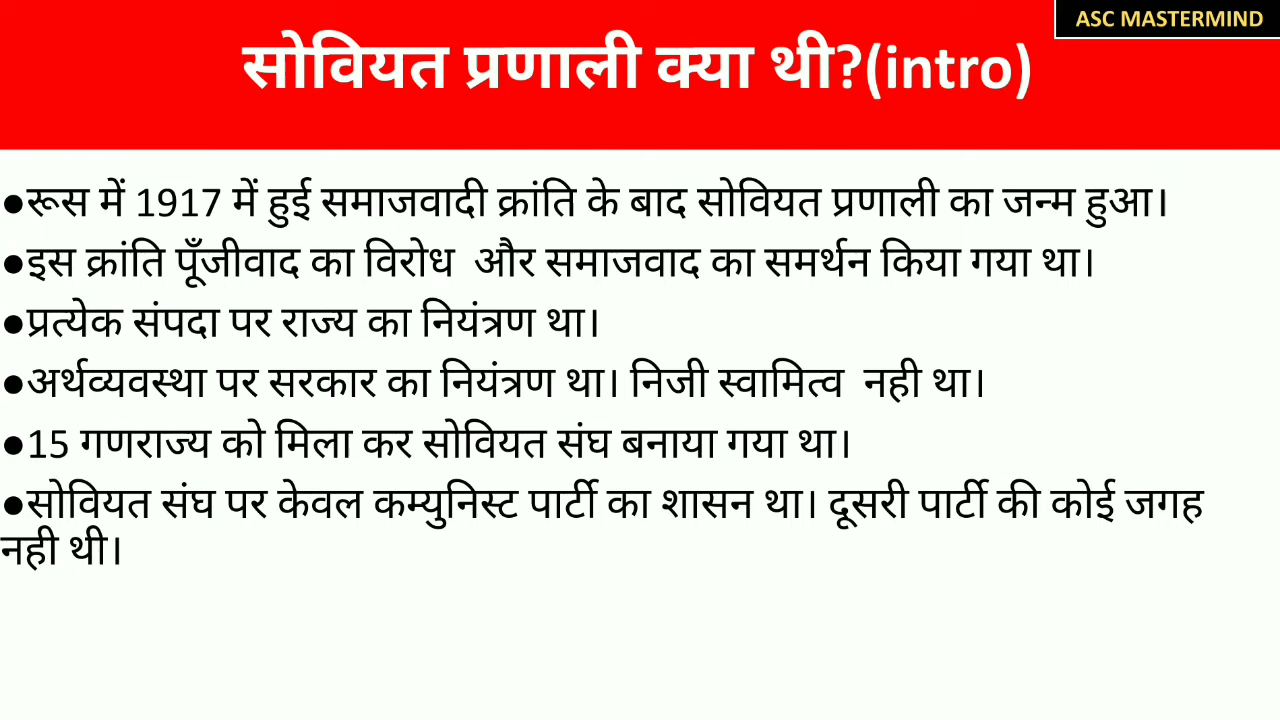 ASC MASTERMIND
सोवियत प्रणाली क्या थी?(intro)
●रूस में 1917 में हुई समाजवादी क्रांति के बाद सोवियत प्रणाली का जन्म हुआ।
●इस क्रांति पूँजीवाद का विरोध और समाजवाद का समर्थन किया गया था।
●प्रत्येक संपदा पर राज्य का नियंत्रण था।
●अर्थव्यवस्था पर सरकार का नियंत्रण था। निजी स्वामित्व नही था।
●15 गणराज्य को मिला कर सोवियत संघ बनाया गया था।
●सोवियत संघ पर केवल कम्युनिस्ट पार्टी का शासन था। दूसरी पार्टी की कोई जगह
नही थी।